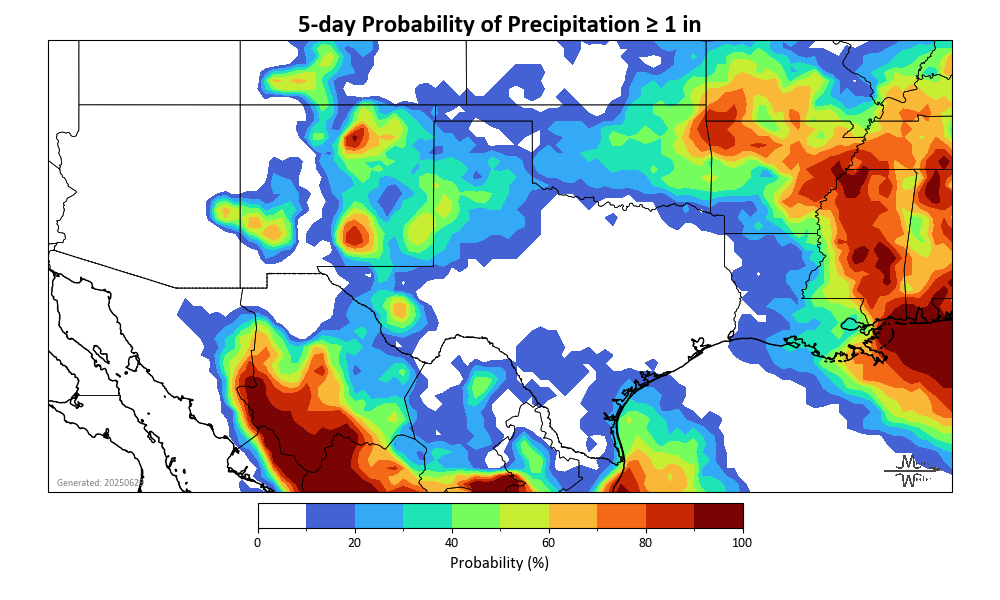 5-day Probability of Precipitation ≥ 1 in
Generated: 2025062
0 20 40 60 80 100
Probability (%)